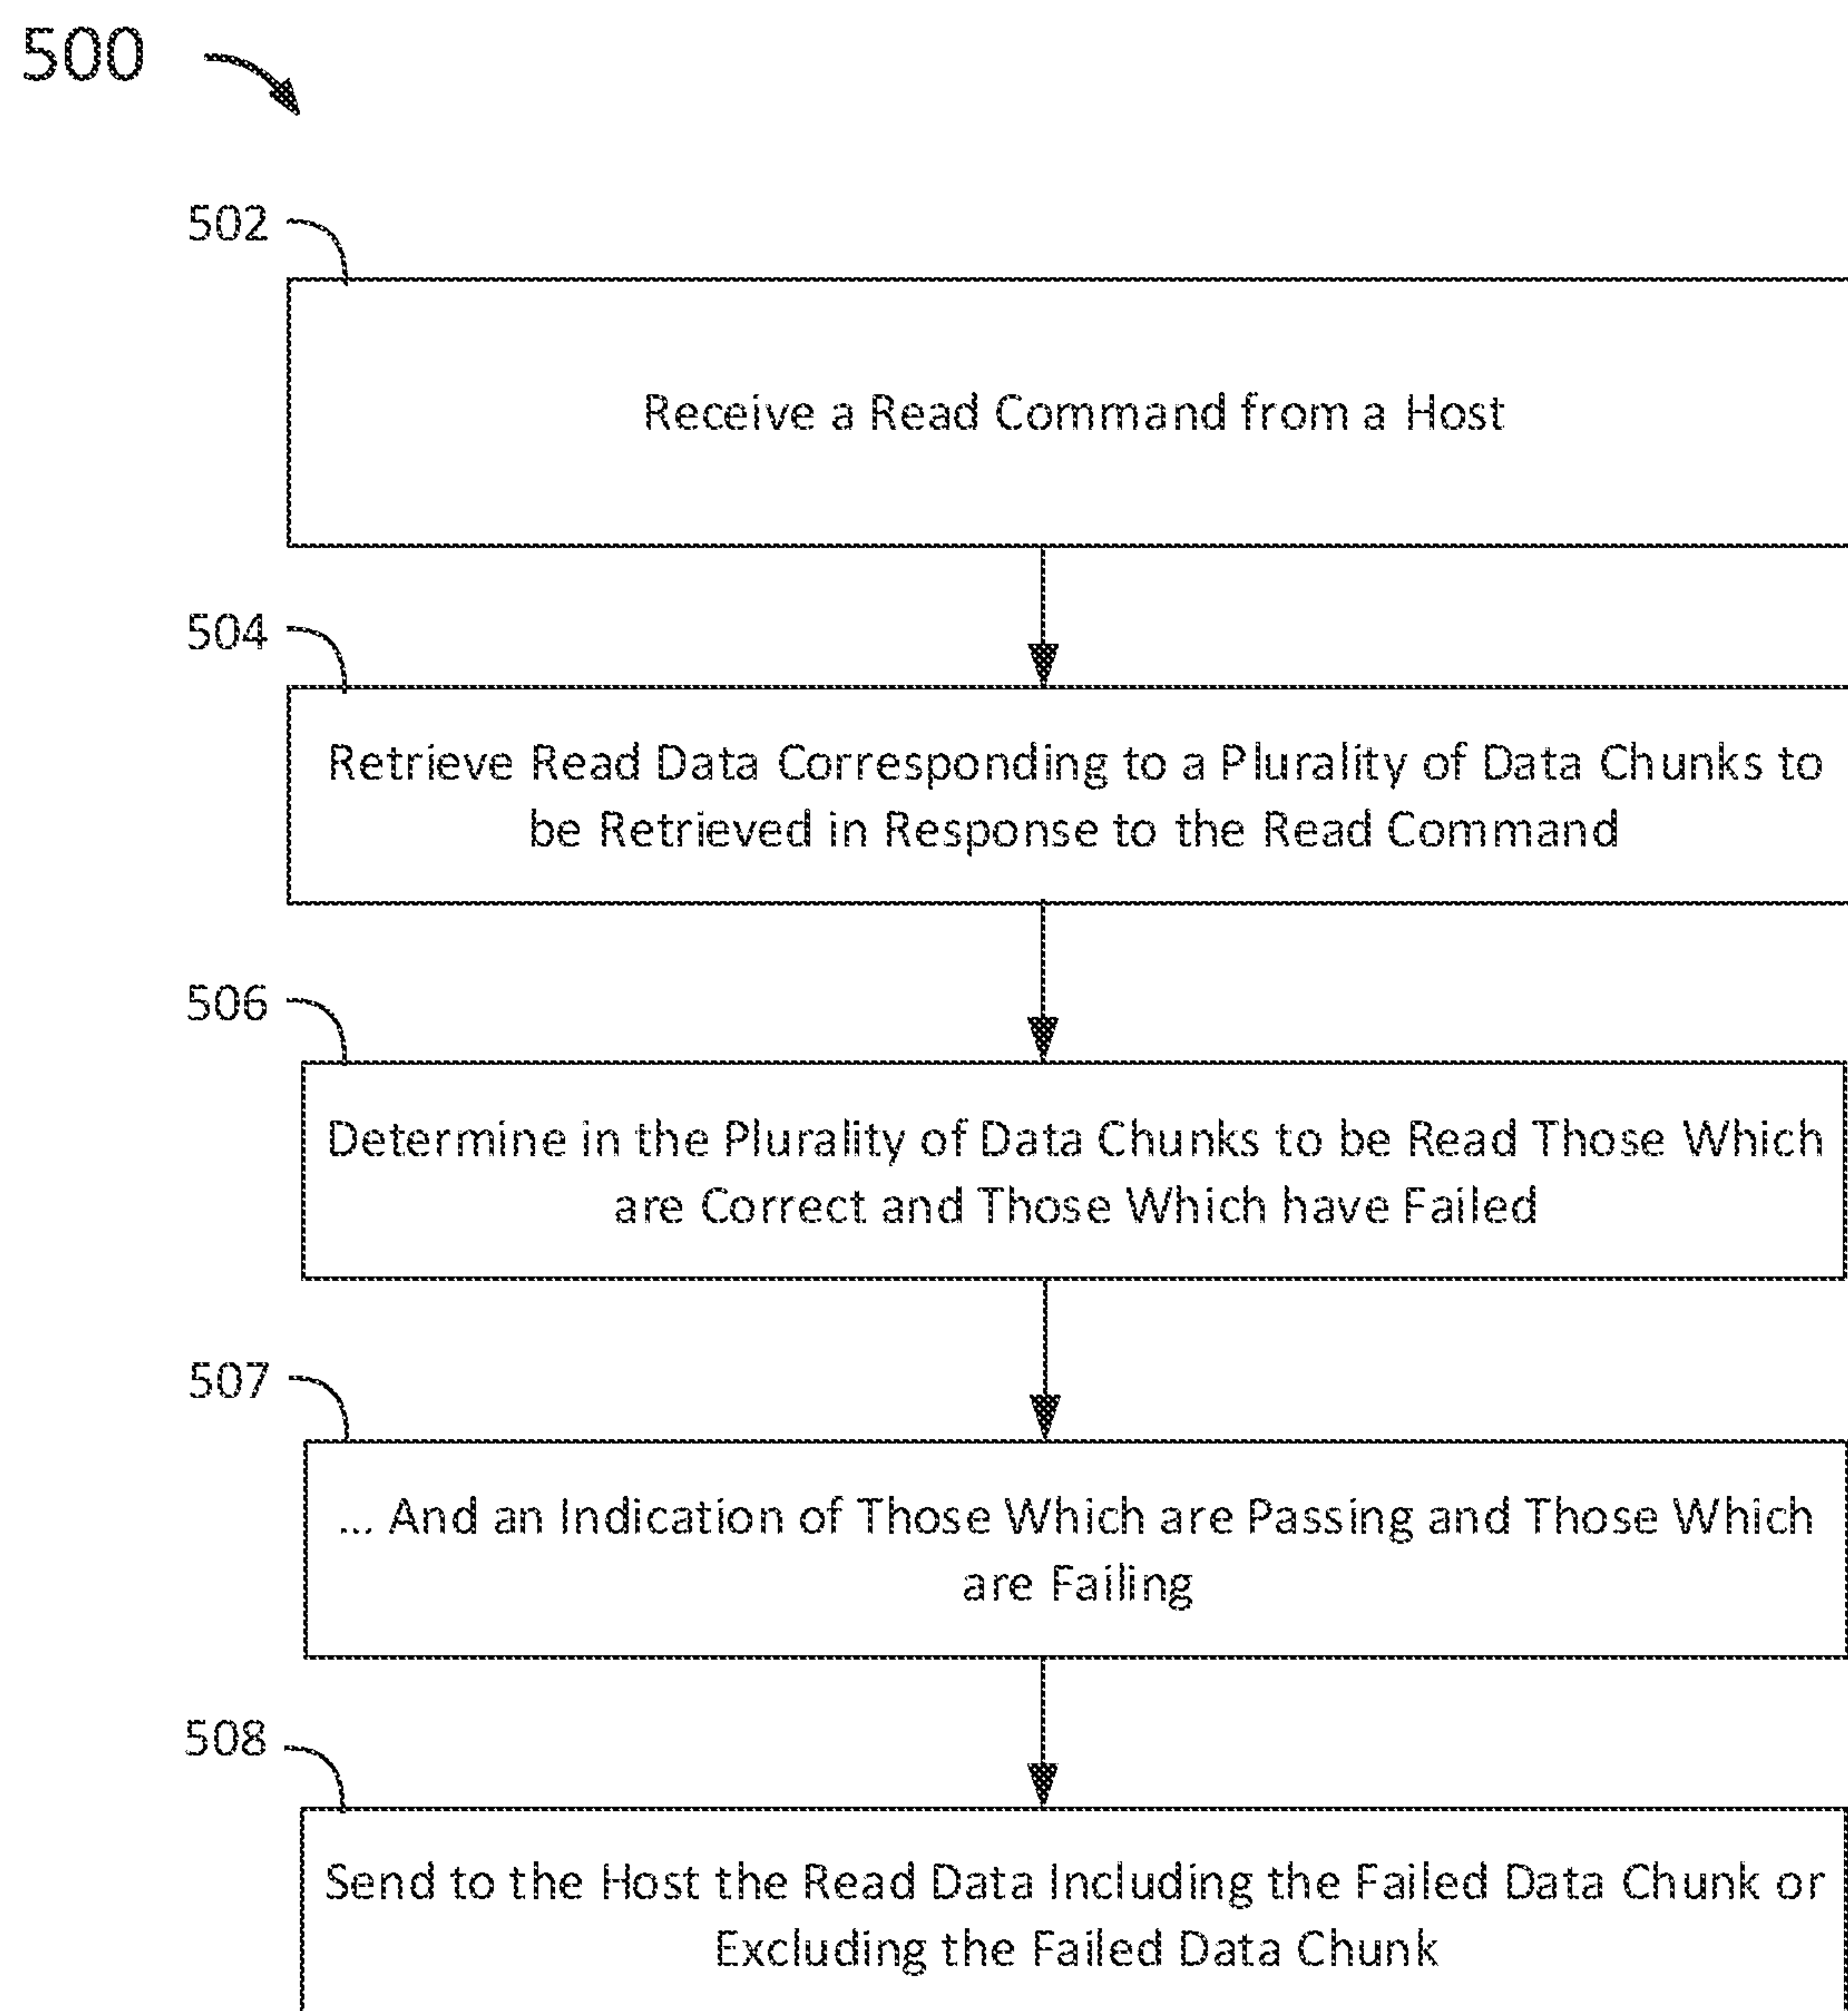 500
502
Receive a Read Command from a Host
504
Retrieve Read Data Corresponding to a Plurality of Data Chunks to
be Retrieved in Response to the Read Command
506
Determine in the Plurality of Data Chunks to be Read Those Which
are Correct and Those Which have Failed
507
... And an Indication of Those Which are Passing and Those Which
are Failing
508
Send to the Host the Read Data Including the Failed Data Chunk or
Excluding the Failed Data Chunk